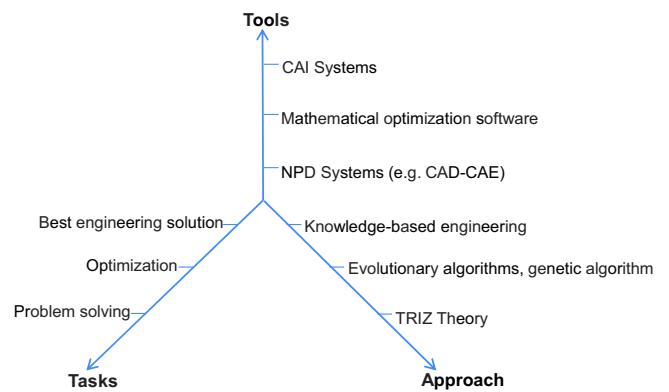 Tools
CAI Systems
Mathematical optimization software
NPD Systems (e.g. CAD-CAE)
Best engineering solution
Knowledge-based engineering
Optimization
Evolutionary algorithms, genetic algorithm
Problem solving
TRIZ Theory
Tasks
Approach